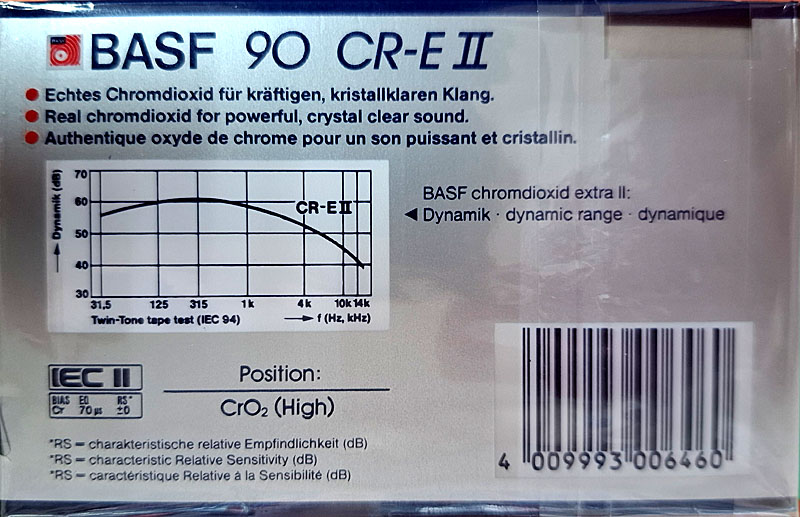 BASF 90 CR-E II
Echtes Chromdioxid für kräftigen, kristallklaren Klang.
Real chromdioxid for powerful, crystal clear sound.
Authentique oxyde de chrome pour un son puissant et cristallin.
Dynamik (dB)
70
60
50
40
30
CR-E II
31,5 125 315 1k 4k 10k 14k
Twin-Tone tape test (IEC 94) f (Hz, kHz)
BASF chromdioxid extra II:
◀ Dynamik · dynamic range · dynamique
IEC II
BIAS EQ RS*
Cr 70 µs ±0
Position:
CrO₂ (High)
*RS = charakteristische relative Empfindlichkeit (dB)
*RS = characteristic Relative Sensitivity (dB)
*RS = caractéristique Relative à la Sensibilité (dB)
4 009993 006460